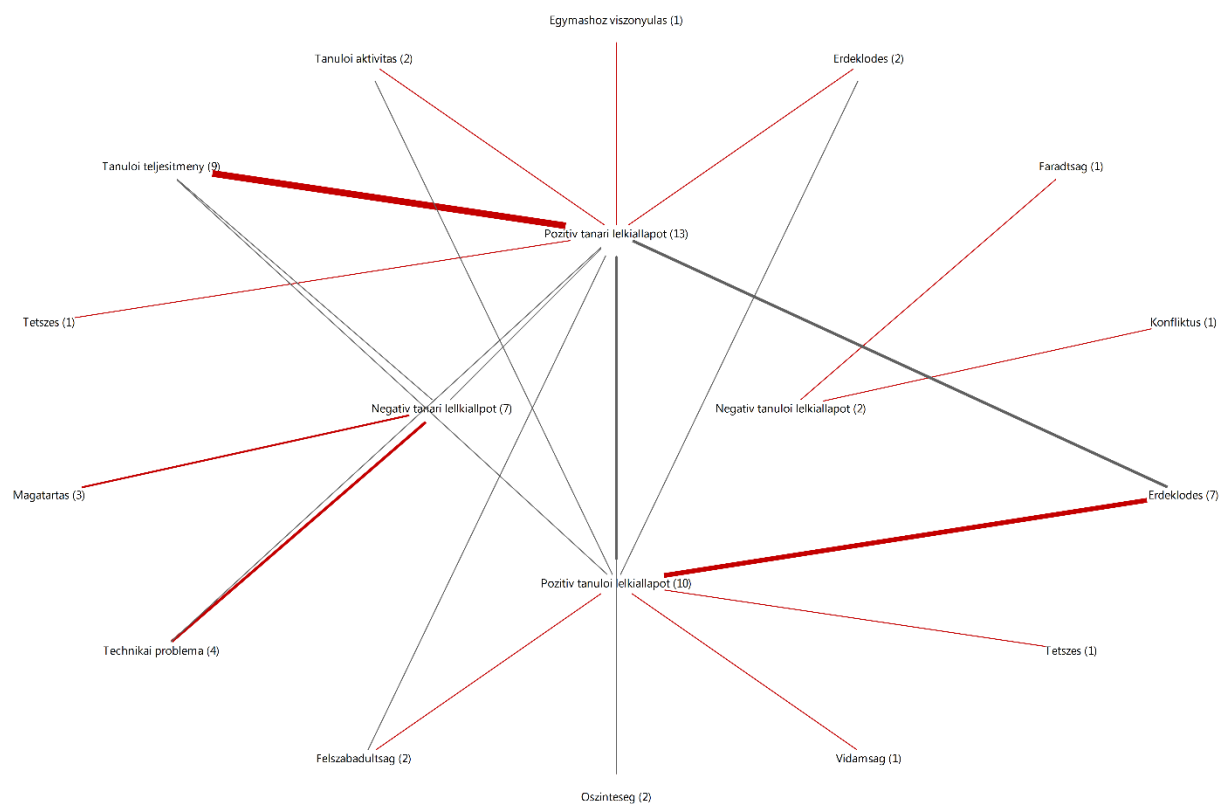 Egymashoz viszonyulas (1)
Tanuloi aktivitas (2)
Erdeklodes (2)
Tanuloi teljesitmeny (9)
Faradtsag (1)
Pozitiv tanari lelkiallapot (13)
Tetszes (1)
Konfliktus (1)
Negativ tanari lellkiallpot (7)
Negativ tanuloi lelkiallapot (2)
Magatartas (3)
Erdeklodes (7)
Pozitiv tanuloi lelkiallapot (10)
Technikai problema (4)
Tetszes (1)
Felszabadultsag (2)
Vidamsag (1)
Oszinteseg (2)